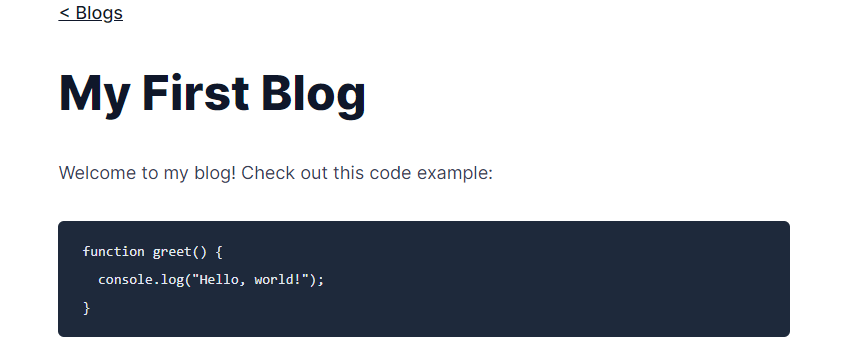 < Blogs
My First Blog
Welcome to my blog! Check out this code example:
function greet() {
  console.log("Hello, world!");
}